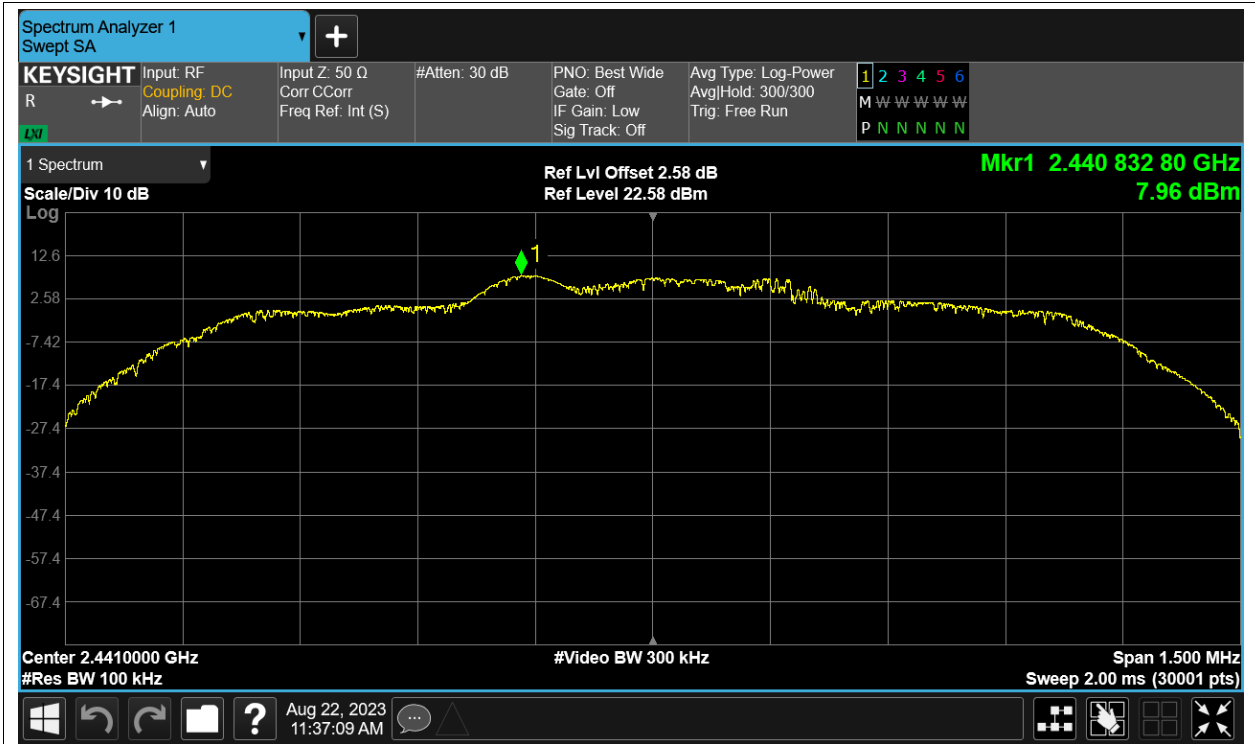 Spectrum Analyzer 1
Swept SA
KEYSIGHT
R
LXI
Input: RF
Coupling: DC
Align: Auto
Input Z: 50 Ω
Corr CCorr
Freq Ref: Int (S)
#Atten: 30 dB
PNO: Best Wide
Gate: Off
IF Gain: Low
Sig Track: Off
Avg Type: Log-Power
Avg|Hold: 300/300
Trig: Free Run
1 2 3 4 5 6
M W W W W W
P N N N N N
1 Spectrum
Scale/Div 10 dB
Log
Ref Lvl Offset 2.58 dB
Ref Level 22.58 dBm
Mkr1 2.440 832 80 GHz
7.96 dBm
1
12.6
2.58
-7.42
-17.4
-27.4
-37.4
-47.4
-57.4
-67.4
Center 2.4410000 GHz
#Res BW 100 kHz
#Video BW 300 kHz
Span 1.500 MHz
Sweep 2.00 ms (30001 pts)
?
Aug 22, 2023
11:37:09 AM